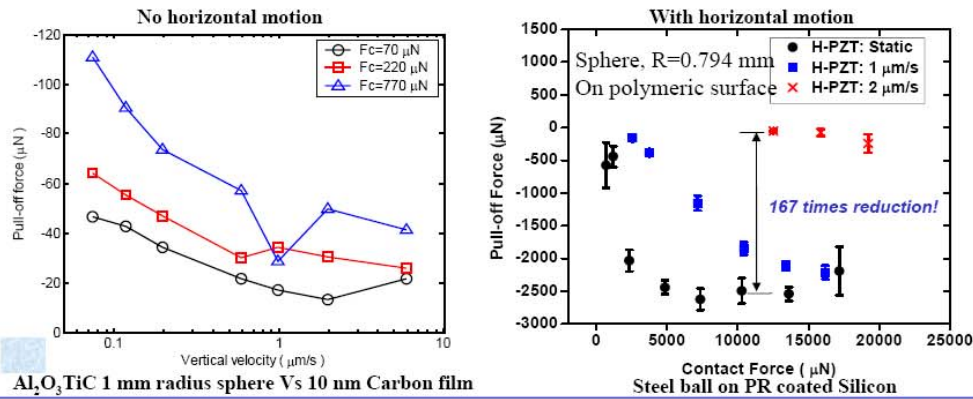 No horizontal motion
-120
-100
-80
-60
-40
-20
0
Pull-off force (μN)
Fc=70 μN
Fc=220 μN
Fc=770 μN
0.1
1
10
Vertical velocity ( μm/s)
Al₂O₃TiC 1 mm radius sphere Vs 10 nm Carbon film
With horizontal motion
1500
1000
500
0
-500
-1000
-1500
-2000
-2500
-3000
Pull-off Force (μN)
Sphere, R=0.794 mm
On polymeric surface
H-PZT: Static
H-PZT: 1 μm/s
H-PZT: 2 μm/s
167 times reduction!
0
5000
10000
15000
20000
25000
Contact Force ( μN)
Steel ball on PR coated Silicon